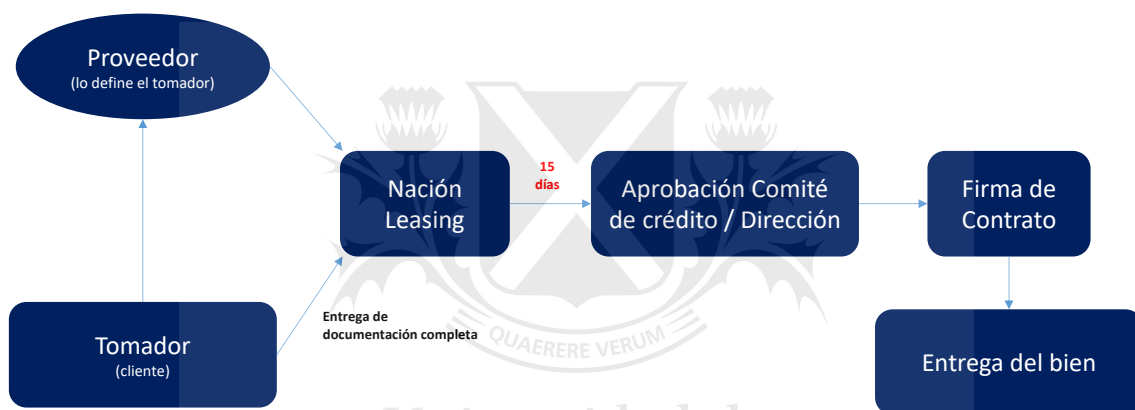 Proveedor
(lo define el tomador)
Nación
Leasing
15
días
Aprobación Comité
de crédito / Dirección
Firma de
Contrato
Tomador
(cliente)
Entrega de
documentación completa
QUAERERE VERUM
Entrega del bien